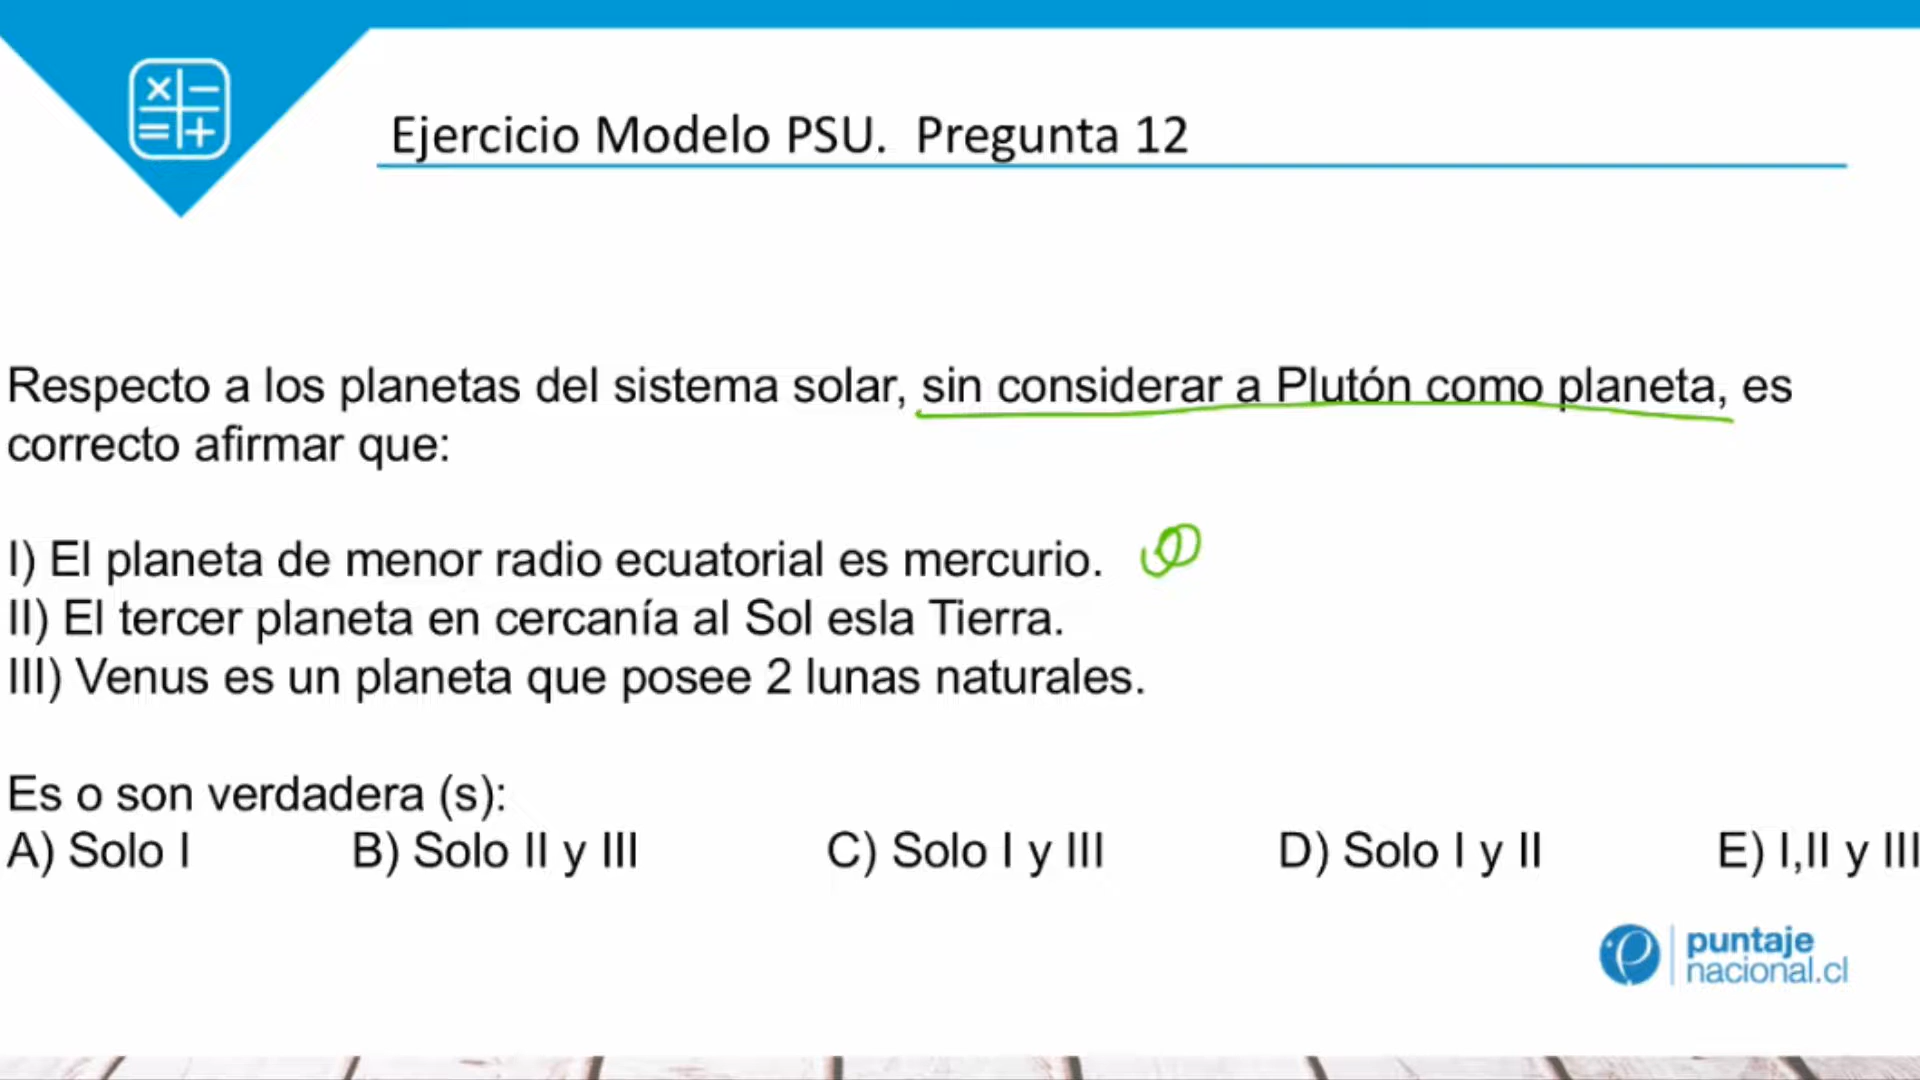 Ejercicio Modelo PSU. Pregunta 12
Respecto a los planetas del sistema solar, sin considerar a Plutón como planeta, es
correcto afirmar que:
I) El planeta de menor radio ecuatorial es mercurio.
II) El tercer planeta en cercanía al Sol esla Tierra.
III) Venus es un planeta que posee 2 lunas naturales.
Es o son verdadera (s):
A) Solo I B) Solo II y III C) Solo I y III D) Solo I y II E) I,II y III
puntaje
nacional.cl